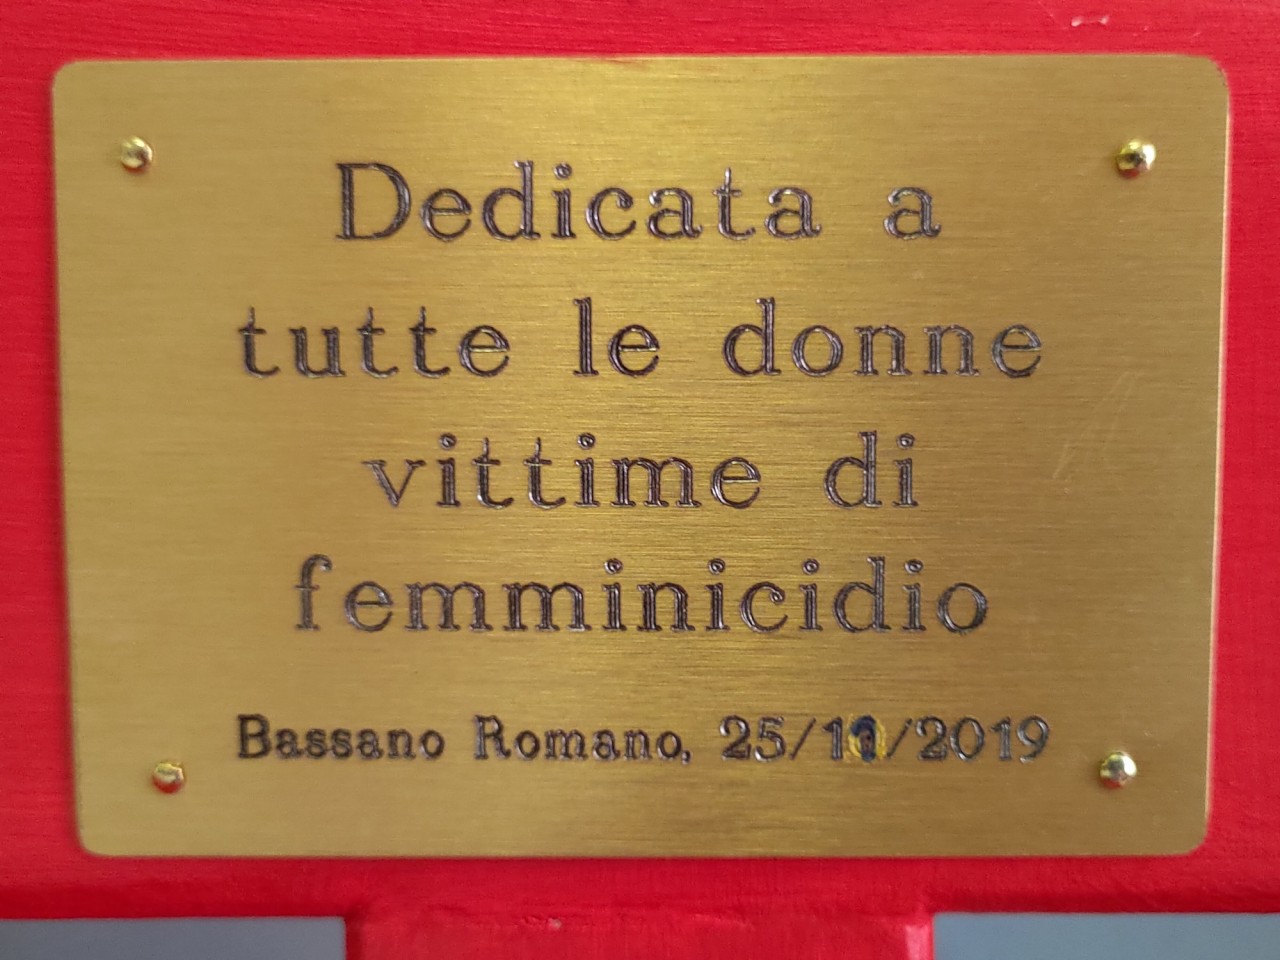 Dedicata a
tutte le donne
vittime di
femminicidio
Bassano Romano, 25/11/2019